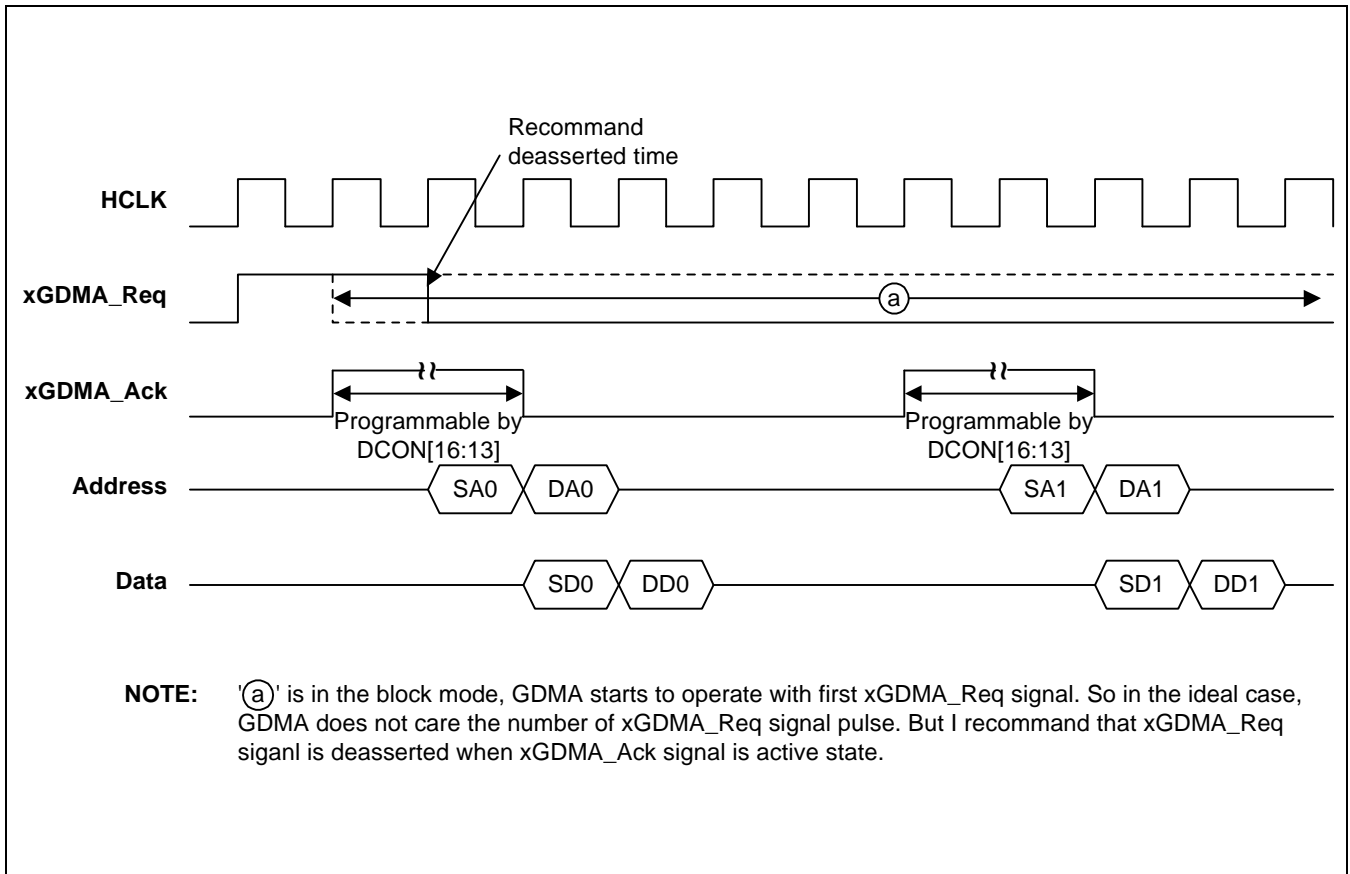 Recommand
deasserted time
HCLK
xGDMA_Req
a
xGDMA_Ack
Programmable by
DCON[16:13]
Programmable by
DCON[16:13]
Address
SA0
DA0
SA1
DA1
Data
SD0
DD0
SD1
DD1
NOTE: 'a' is in the block mode, GDMA starts to operate with first xGDMA_Req signal. So in the ideal case,
GDMA does not care the number of xGDMA_Req signal pulse. But I recommand that xGDMA_Req
siganl is deasserted when xGDMA_Ack signal is active state.